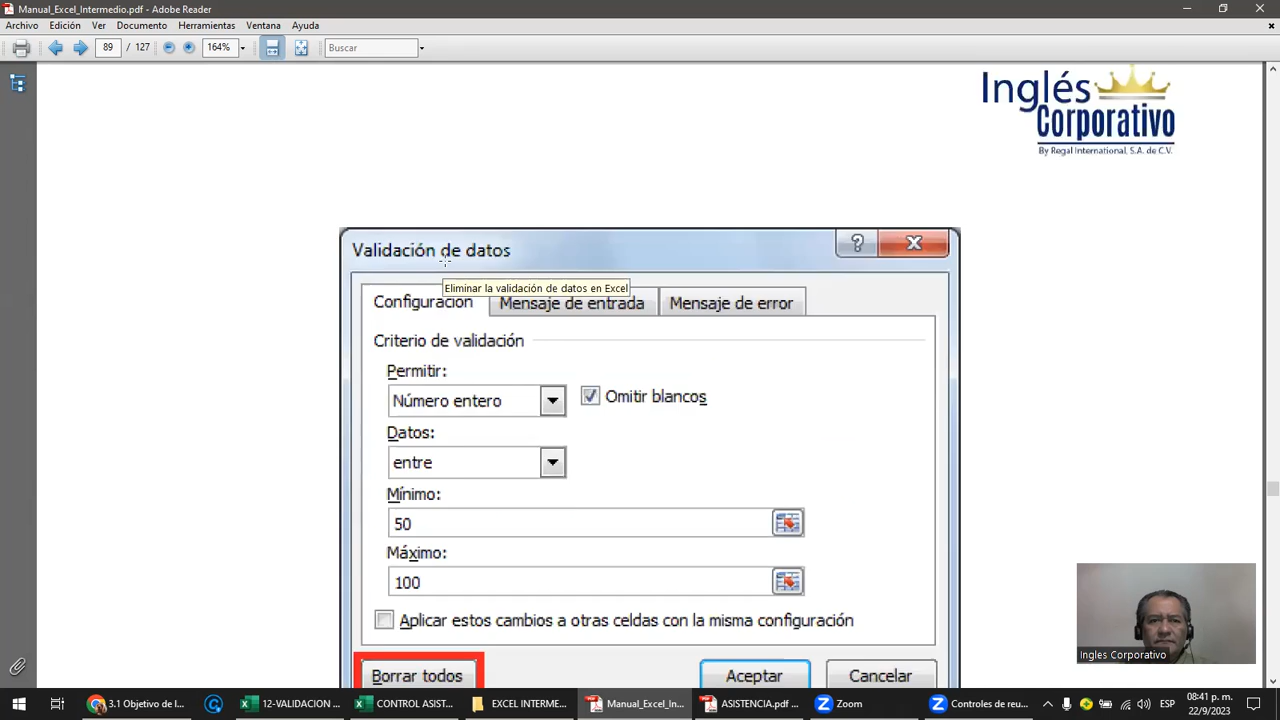 Manual_Excel_Intermedio.pdf - Adobe Reader
Archivo Edición Ver Documento Herramientas Ventana Ayuda
89 / 127 164% Buscar
Inglés
Corporativo
By Regal International, S.A. de C.V.
Validación de datos
Eliminar la validación de datos en Excel
Configuración Mensaje de entrada Mensaje de error
Criterio de validación
Permitir:
Número entero Omitir blancos
Datos:
entre
Mínimo:
50
Máximo:
100
Aplicar estos cambios a otras celdas con la misma configuración
Borrar todos Aceptar Cancelar
Ingles Corporativo
3.1 Objetivo de l... 12-VALIDACION ... CONTROL ASIST... EXCEL INTERME... Manual_Excel_In... ASISTENCIA.pdf ... Zoom Controles de reu... ESP 08:41 p. m.
22/9/2023